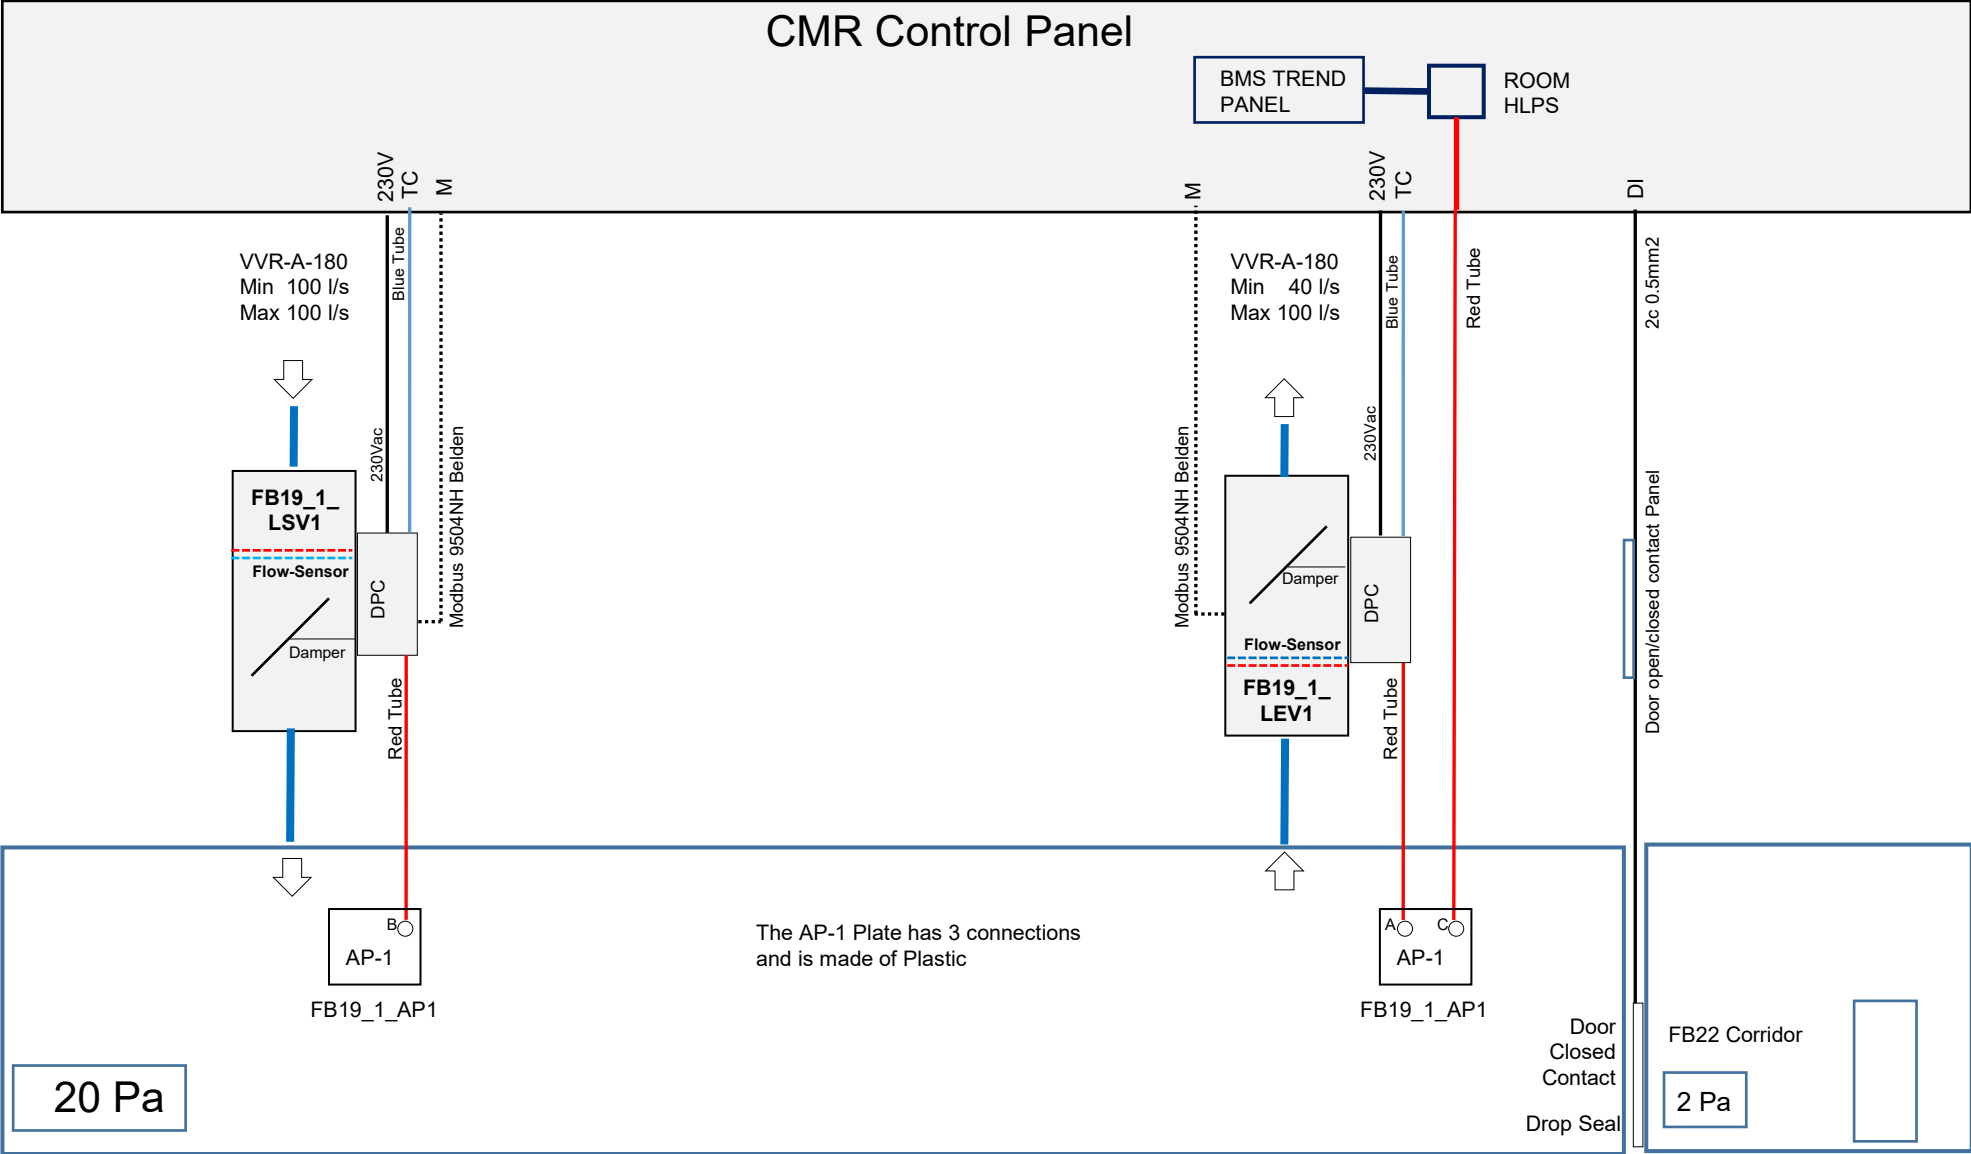 CMR Control Panel
BMS TREND
PANEL
ROOM
HLPS
230V
TC
M
M
230V
TC
DI
VVR-A-180
Min 100 l/s
Max 100 l/s
Blue Tube
VVR-A-180
Min 40 l/s
Max 100 l/s
Blue Tube
Red Tube
2c 0.5mm2
230Vac
Modbus 9504NH Belden
Modbus 9504NH Belden
230Vac
Door open/closed contact Panel
FB19_1_
LSV1
Flow-Sensor
Damper
DPC
Red Tube
Damper
Flow-Sensor
FB19_1_
LEV1
DPC
Red Tube
B
AP-1
FB19_1_AP1
The AP-1 Plate has 3 connections
and is made of Plastic
A
C
AP-1
FB19_1_AP1
Door
Closed
Contact
Drop Seal
FB22 Corridor
20 Pa
2 Pa